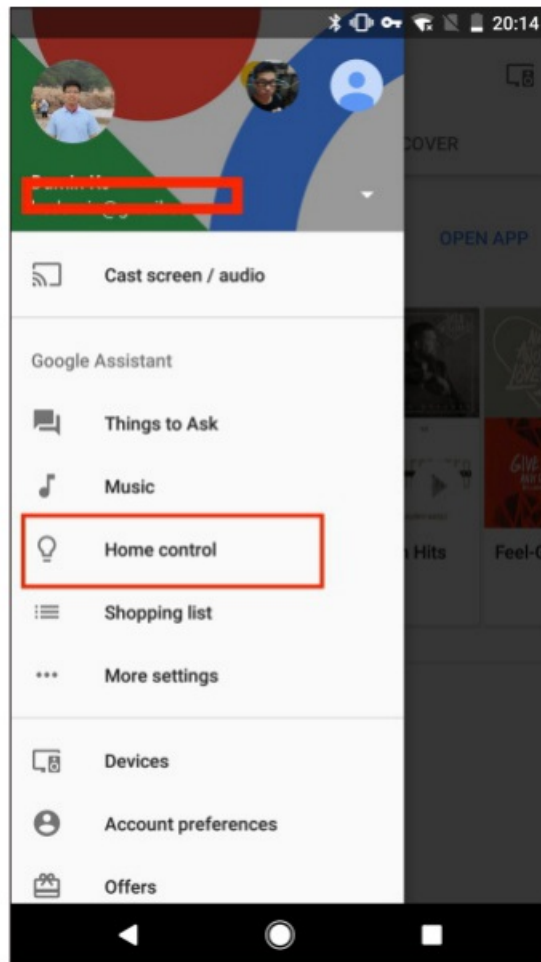 20:14
COVER
OPEN APP
Cast screen / audio
Google Assistant
Things to Ask
Music
Home control
Hits
Feel-
Shopping list
More settings
Devices
Account preferences
Offers